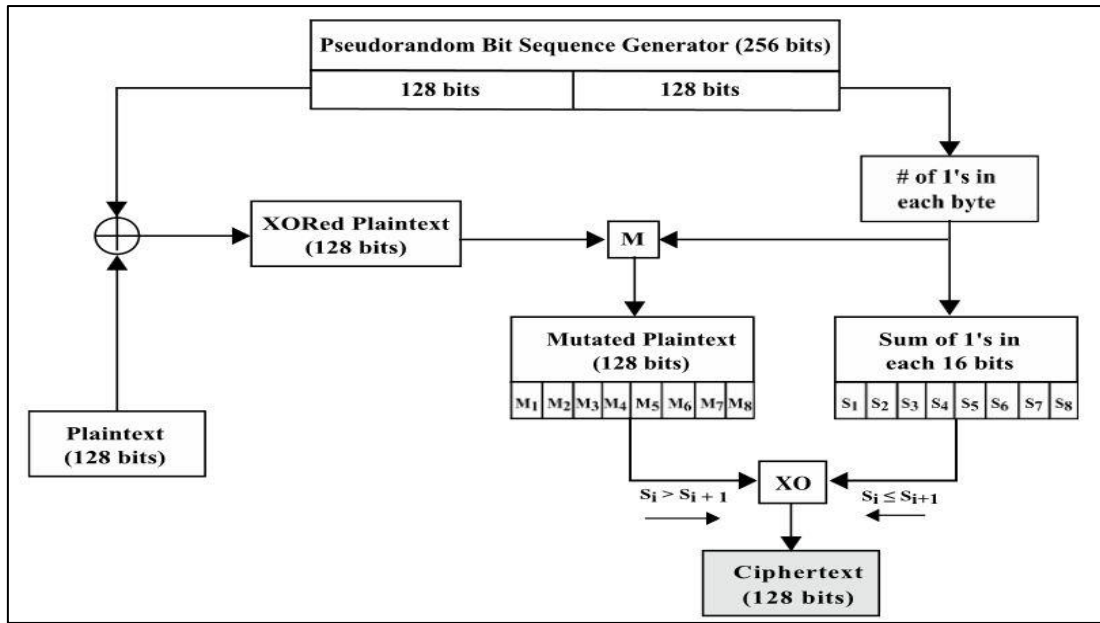 Pseudorandom Bit Sequence Generator (256 bits)
128 bits
128 bits
# of 1's in
each byte
XORed Plaintext
(128 bits)
M
Mutated Plaintext
(128 bits)
M1 M2 M3 M4 M5 M6 M7 M8
Sum of 1's in
each 16 bits
S1 S2 S3 S4 S5 S6 S7 S8
Plaintext
(128 bits)
XO
Si > Si + 1
Si ≤ Si+1
Ciphertext
(128 bits)